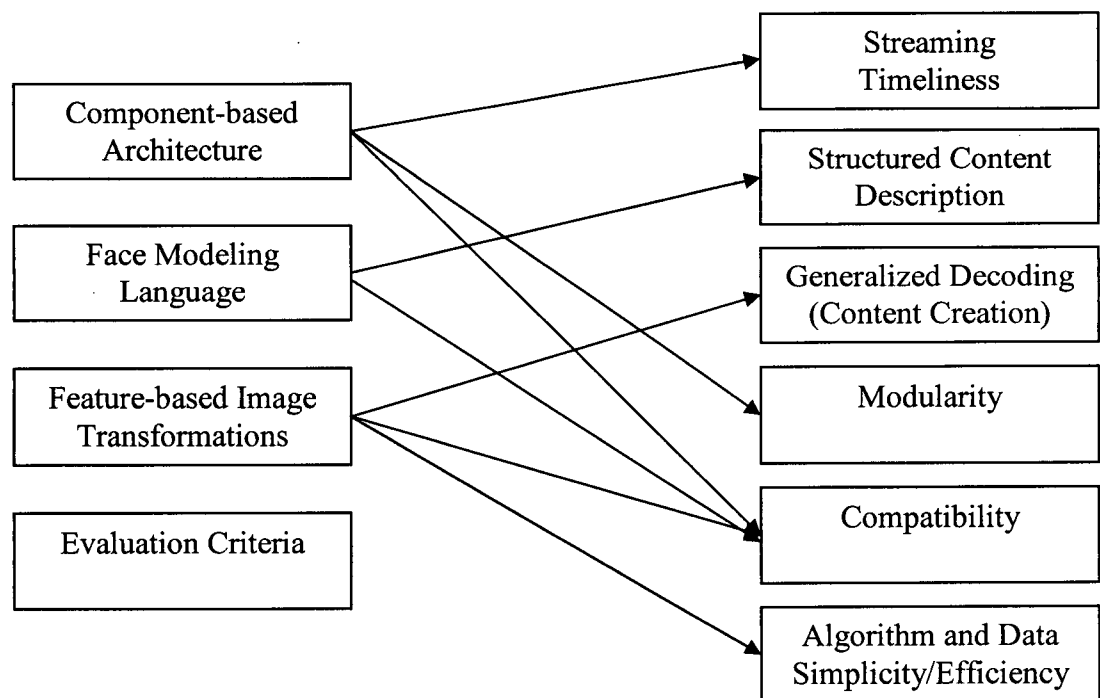 Component-based
Architecture
Face Modeling
Language
Feature-based Image
Transformations
Evaluation Criteria
Streaming
Timeliness
Structured Content
Description
Generalized Decoding
(Content Creation)
Modularity
Compatibility
Algorithm and Data
Simplicity/Efficiency